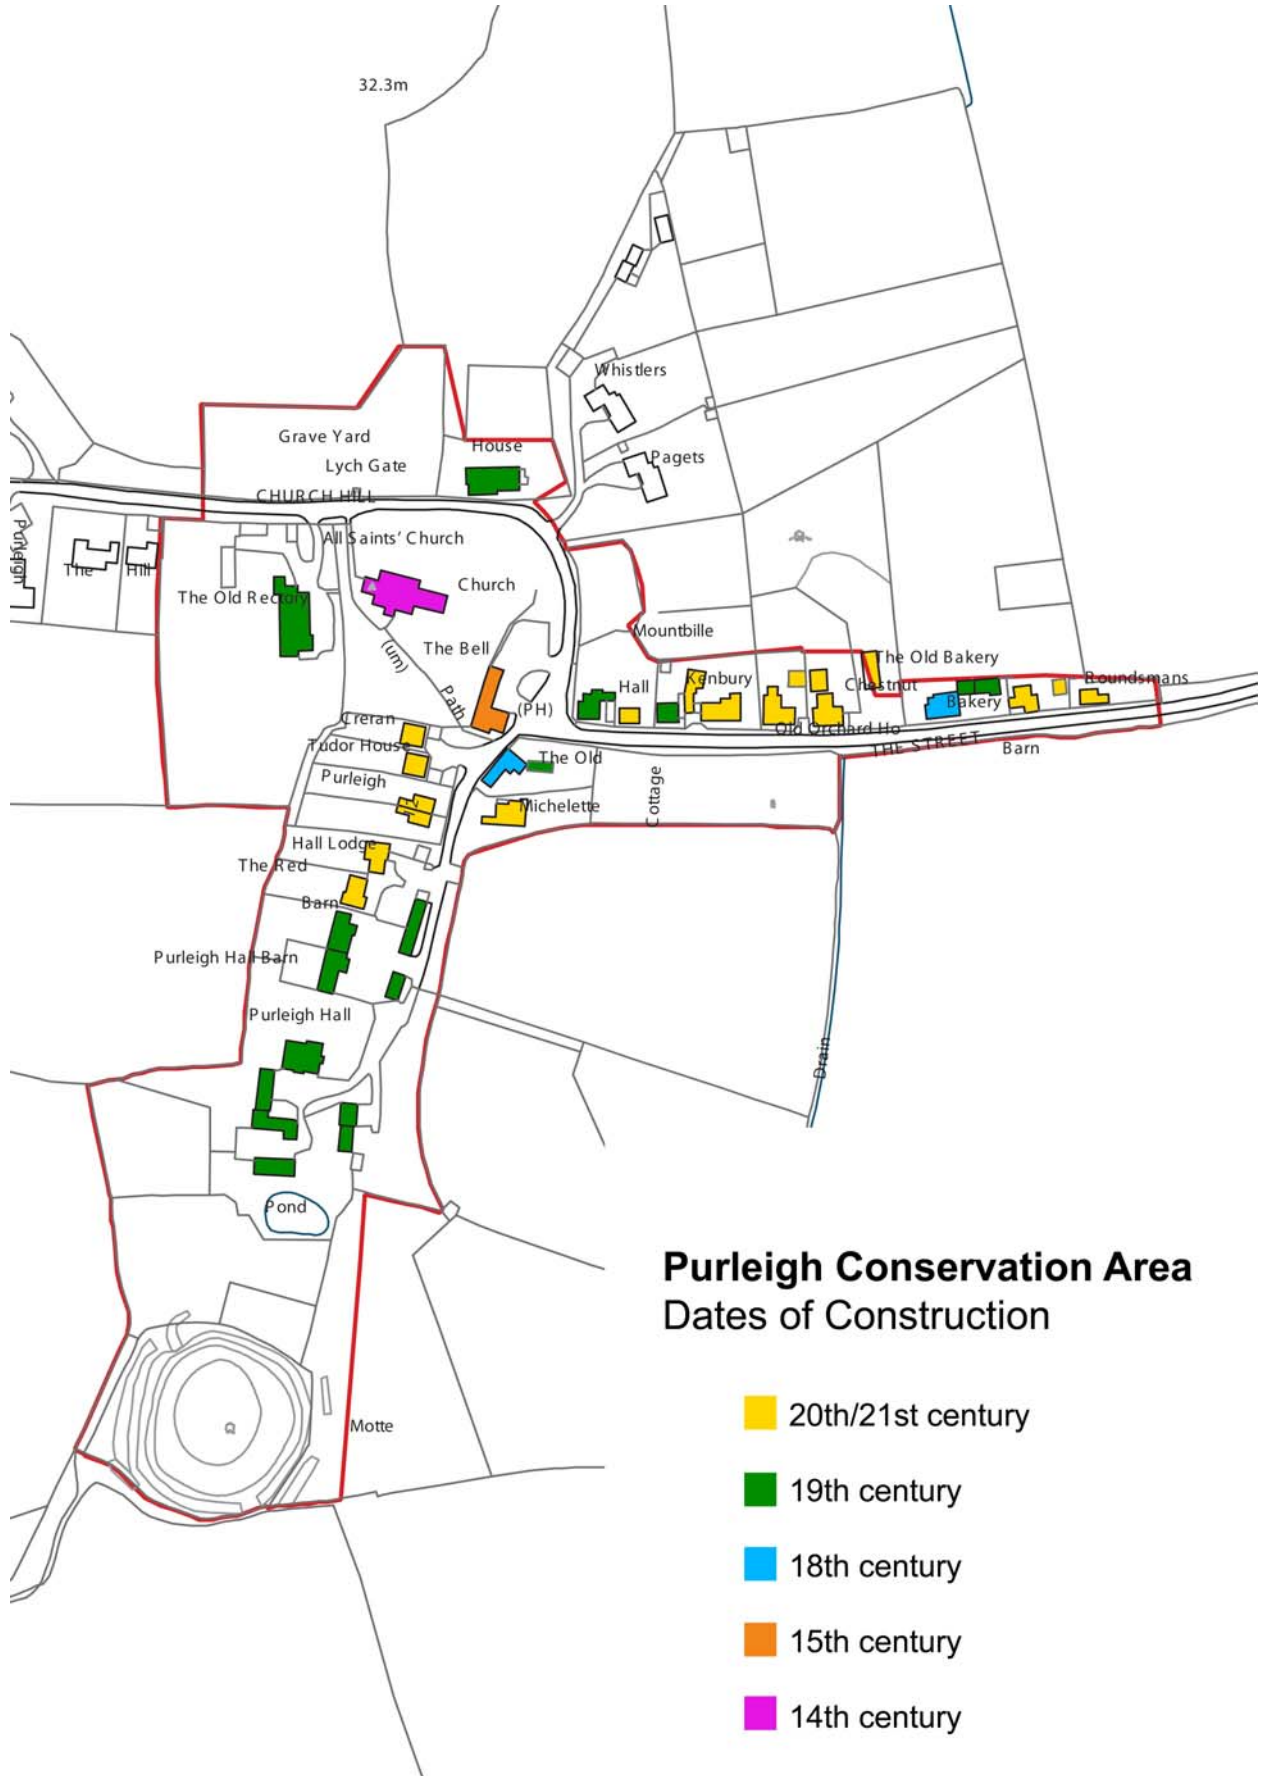 32.3m
Whistlers
Grave Yard
House
Lych Gate
Pagets
CHURCH HILL
All Saints' Church
Purleigh
The
Hill
Church
The Old Rectory
Mountbille
(um)
The Bell
The Old Bakery
Hall
Kenbury
Chestnut
Roundsmans
Path
(PH)
Bakery
Creran
Old Orchard Ho
Tudor House
THE STREET
Barn
The Old
Purleigh
Cottage
Michelette
Hall Lodge
The Red
Barn
Purleigh Hall Barn
Purleigh Hall
Drain
Pond
Motte
Purleigh Conservation Area
Dates of Construction
20th/21st century
19th century
18th century
15th century
14th century